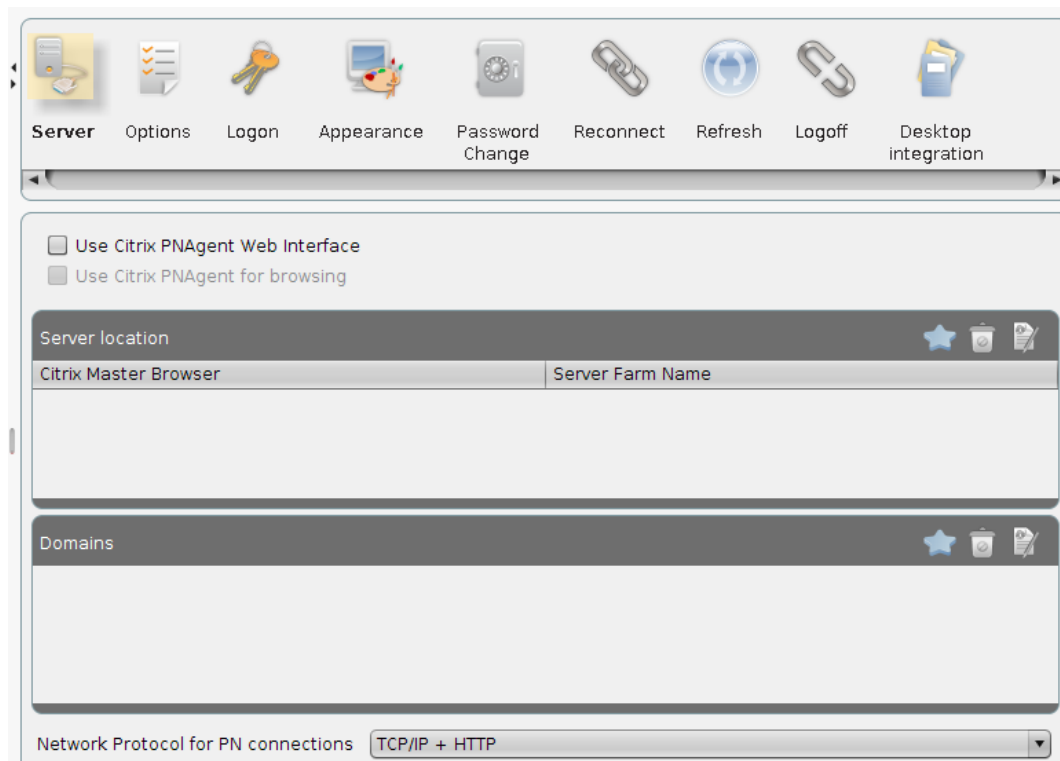 Server
Options
Logon
Appearance
Password
Change
Reconnect
Refresh
Logoff
Desktop
integration
Use Citrix PNAgent Web Interface
Use Citrix PNAgent for browsing
Server location
Citrix Master Browser
Server Farm Name
Domains
Network Protocol for PN connections
TCP/IP + HTTP